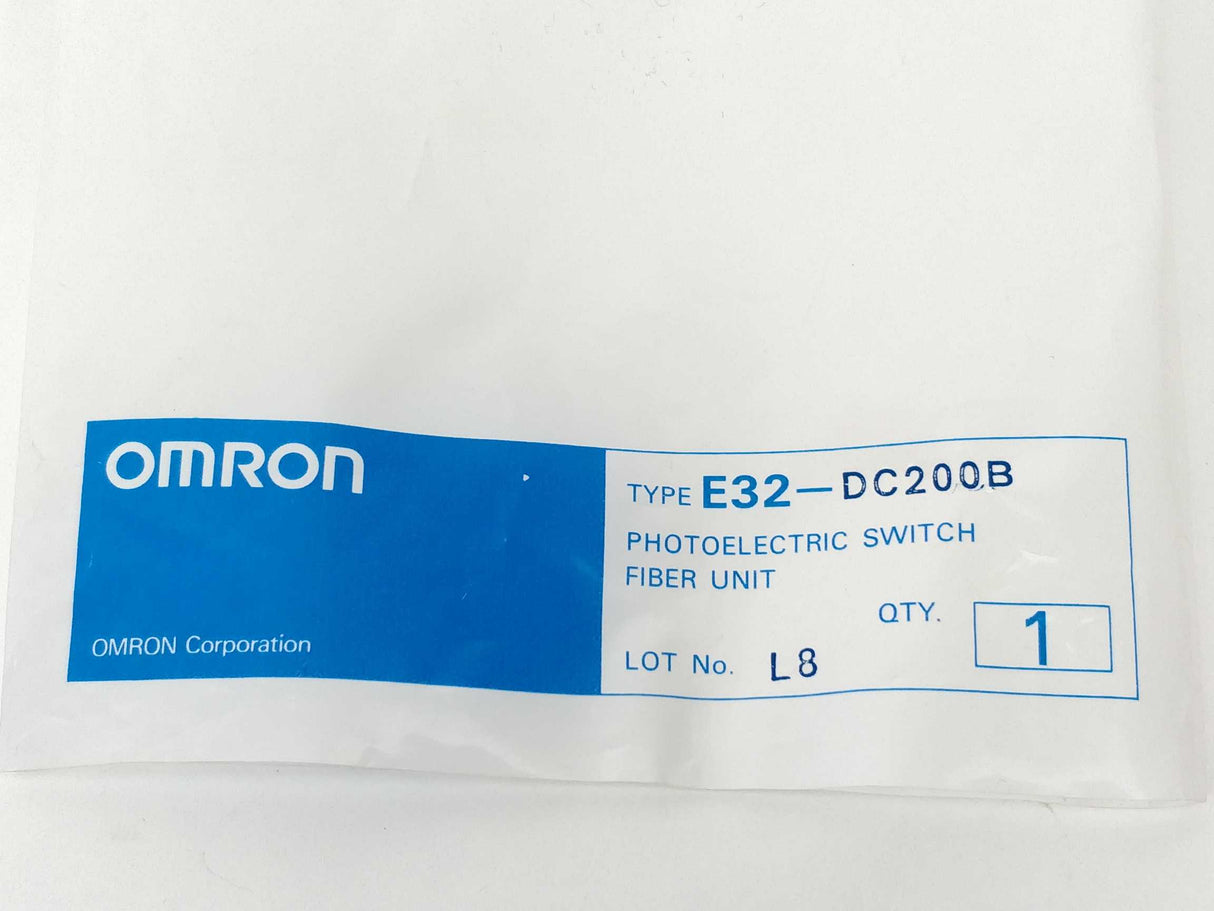 OMRON
OMRON Corporation
TYPE E32-DC200B
PHOTOELECTRIC SWITCH
FIBER UNIT
QTY. 1
LOT No. L8